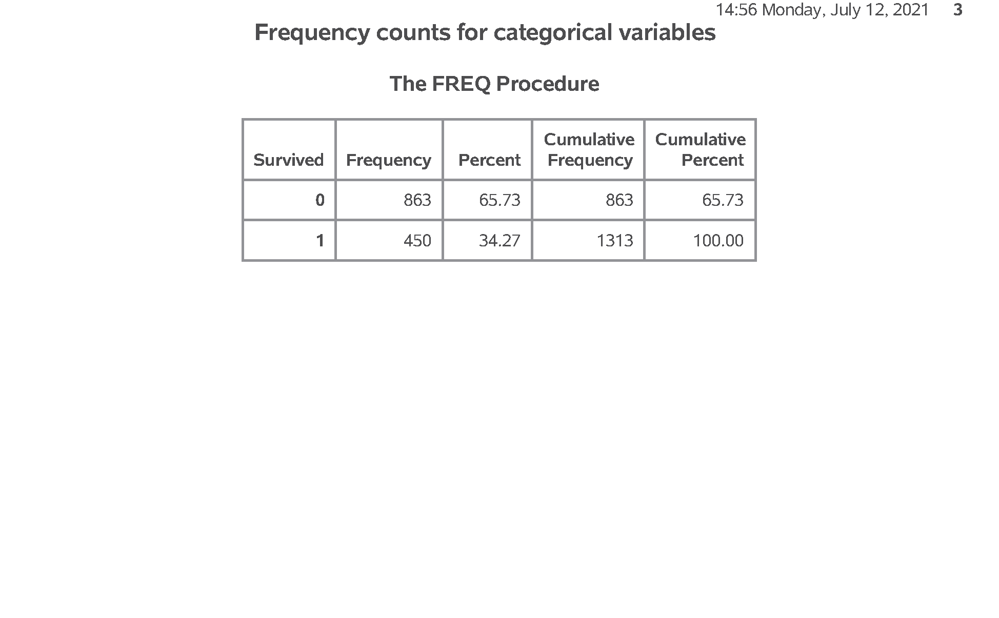 14:56 Monday, July 12, 2021 3
Frequency counts for categorical variables
The FREQ Procedure
Survived Frequency Percent Cumulative Frequency Cumulative Percent
0 863 65.73 863 65.73
1 450 34.27 1313 100.00